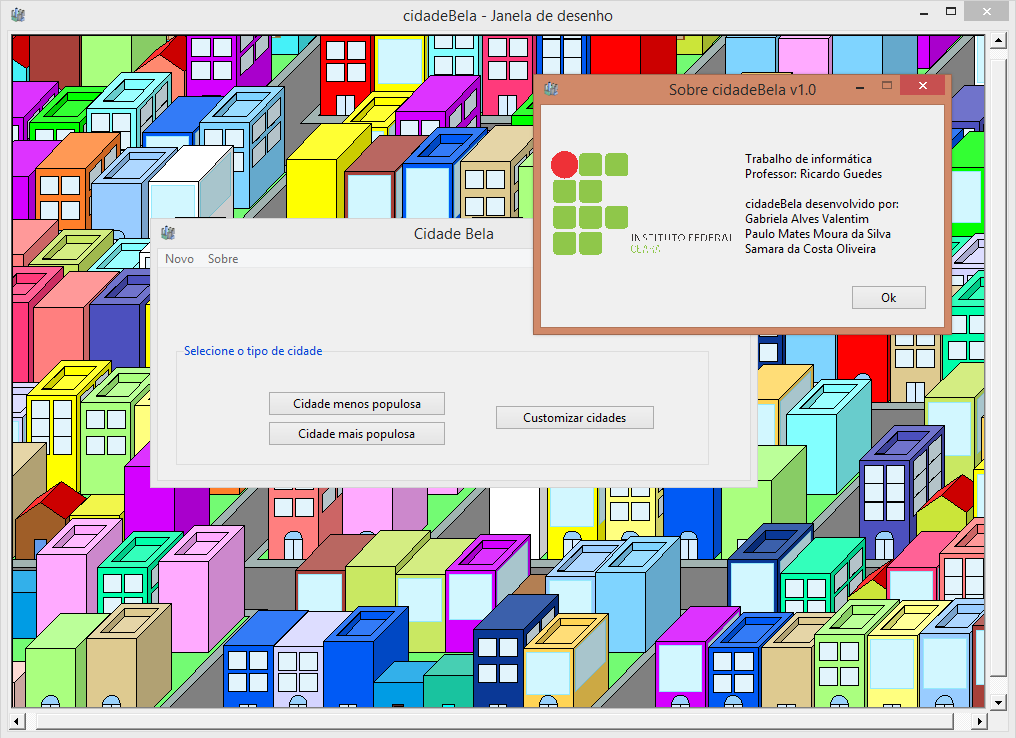 cidadeBela - Janela de desenho
Sobre cidadeBela v1.0
Trabalho de informática
Professor: Ricardo Guedes
cidadeBela desenvolvido por:
Gabriela Alves Valentim
Paulo Mates Moura da Silva
Samara da Costa Oliveira
INSTITUTO FEDERAL
CEARÁ
Ok
Cidade Bela
Novo Sobre
Selecione o tipo de cidade
Cidade menos populosa
Cidade mais populosa
Customizar cidades